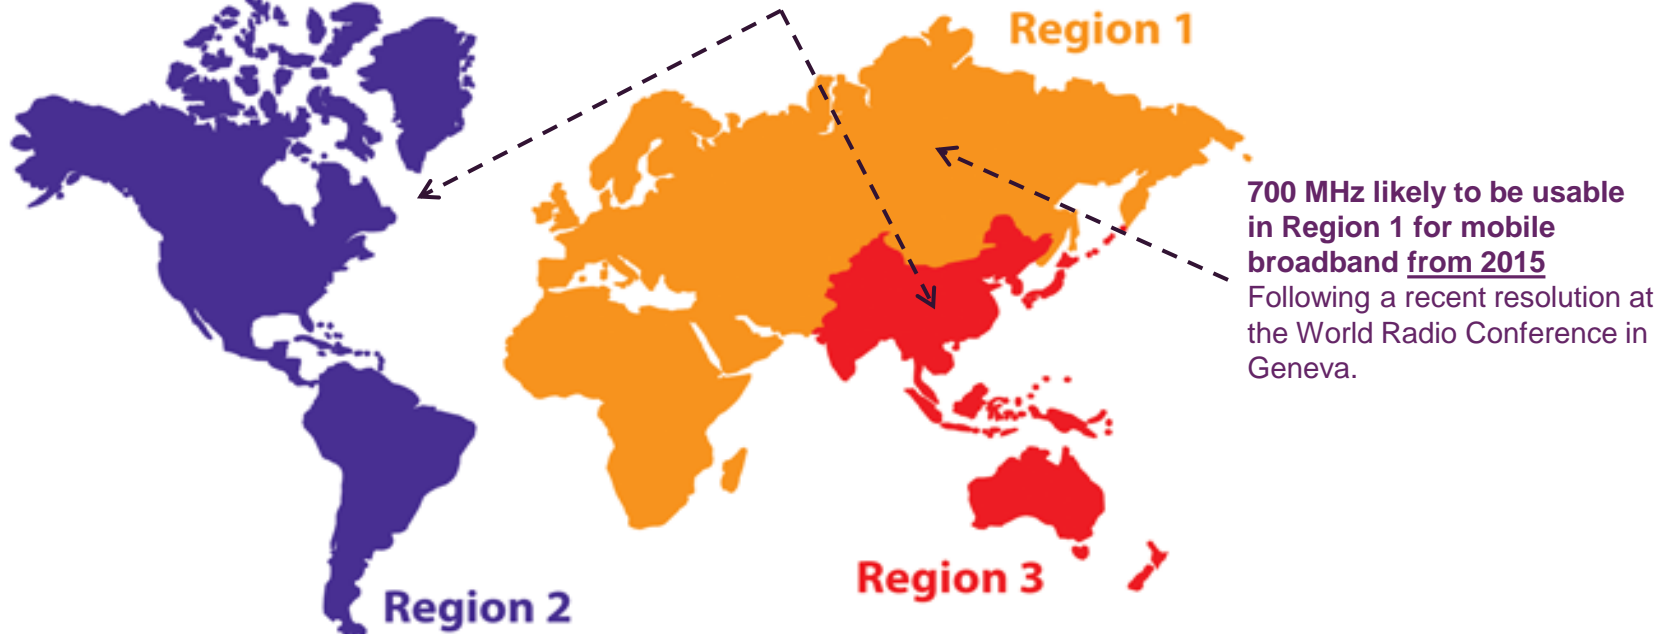 Region 1
700 MHz likely to be usable
in Region 1 for mobile
broadband from 2015
Following a recent resolution at
the World Radio Conference in
Geneva.
Region 3
Region 2